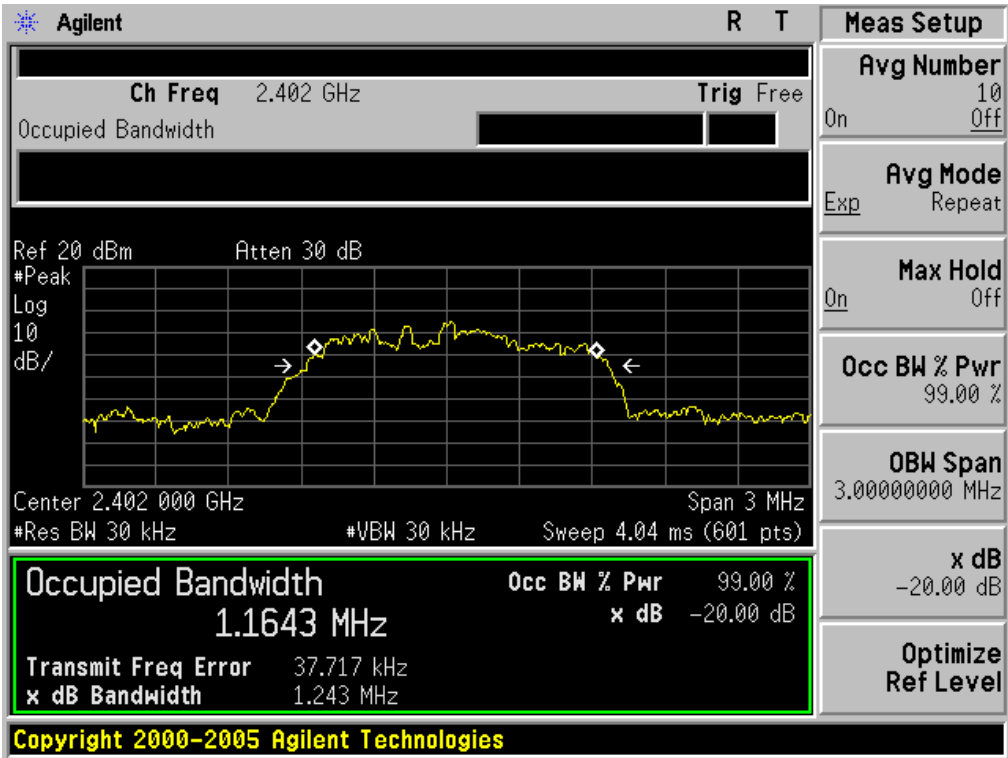 Agilent R T
Ch Freq 2.402 GHz Trig Free
Occupied Bandwidth
Ref 20 dBm Atten 30 dB
#Peak
Log
10
dB/
Center 2.402 000 GHz Span 3 MHz
#Res BW 30 kHz #VBW 30 kHz Sweep 4.04 ms (601 pts)
Occupied Bandwidth Occ BW % Pwr 99.00 %
1.1643 MHz x dB -20.00 dB
Transmit Freq Error 37.717 kHz
x dB Bandwidth 1.243 MHz
Copyright 2000-2005 Agilent Technologies
Meas Setup
Avg Number
10
On Off
Avg Mode
Exp Repeat
Max Hold
On Off
Occ BW % Pwr
99.00 %
OBW Span
3.00000000 MHz
x dB
-20.00 dB
Optimize
Ref Level